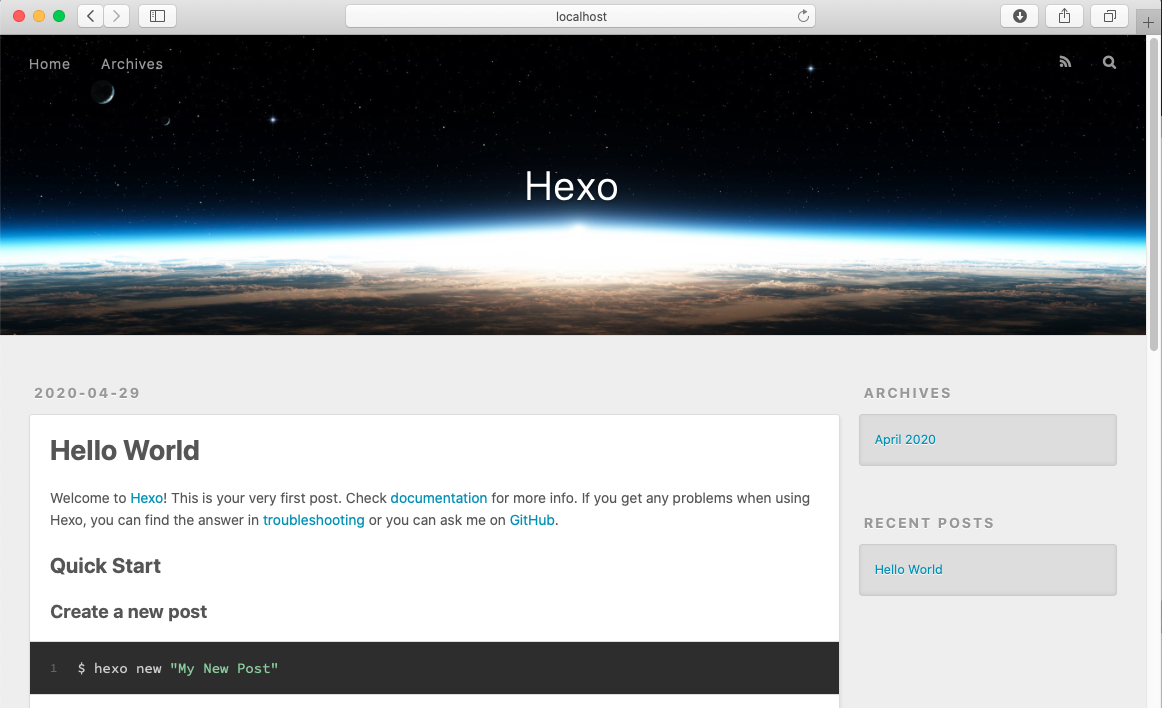 localhost
Home Archives
Hexo
2020-04-29
Hello World
Welcome to Hexo! This is your very first post. Check documentation for more info. If you get any problems when using
Hexo, you can find the answer in troubleshooting or you can ask me on GitHub.
Quick Start
Create a new post
1 $ hexo new "My New Post"
ARCHIVES
April 2020
RECENT POSTS
Hello World